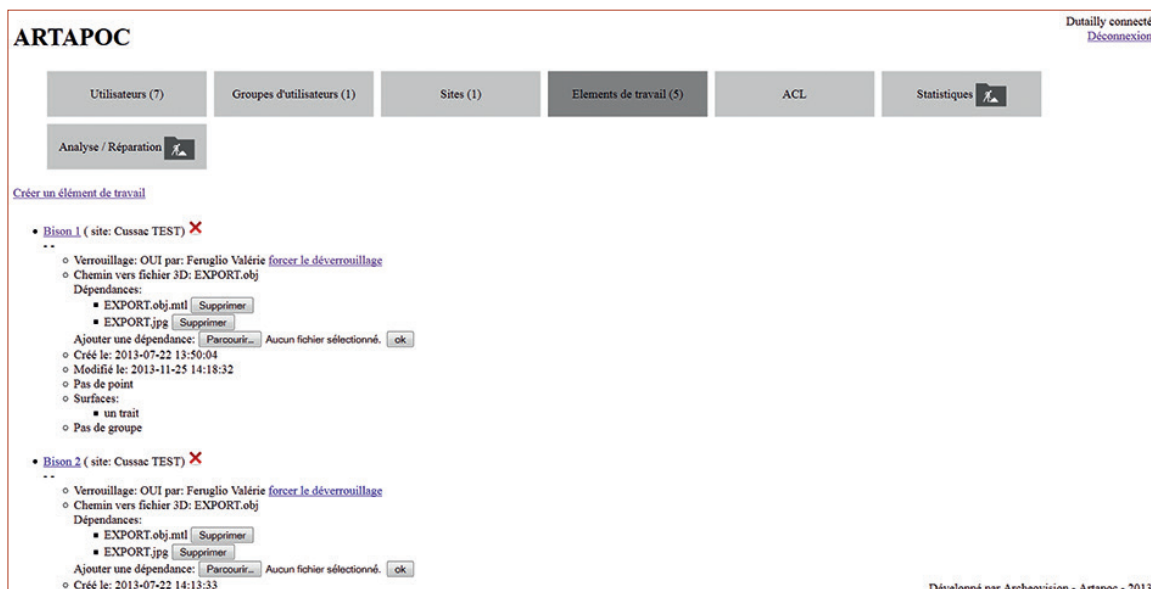 Dutailly connecté
ARTAPOC
Déconnexion
Utilisateurs (7) Groupes d'utilisateurs (1) Sites (1) Elements de travail (5) ACL Statistiques
Analyse / Réparation
Créer un élément de travail
• Bison 1 ( site: Cussac TEST)
- -
Verrouillage: OUI par: Feruglio Valérie forcer le déverrouillage
Chemin vers fichier 3D: EXPORT.obj
Dépendances:
EXPORT.obj.mtl Supprimer
EXPORT.jpg Supprimer
Ajouter une dépendance: Parcourir... Aucun fichier sélectionné. ok
Créé le: 2013-07-22 13:50:04
Modifié le: 2013-11-25 14:18:32
Pas de point
Surfaces:
un trait
Pas de groupe
• Bison 2 ( site: Cussac TEST)
- -
Verrouillage: OUI par: Feruglio Valérie forcer le déverrouillage
Chemin vers fichier 3D: EXPORT.obj
Dépendances:
EXPORT.obj.mtl Supprimer
EXPORT.jpg Supprimer
Ajouter une dépendance: Parcourir... Aucun fichier sélectionné. ok
Créé le: 2013-07-22 14:13:33
Développé par Archeovision - Artapoc - 2013